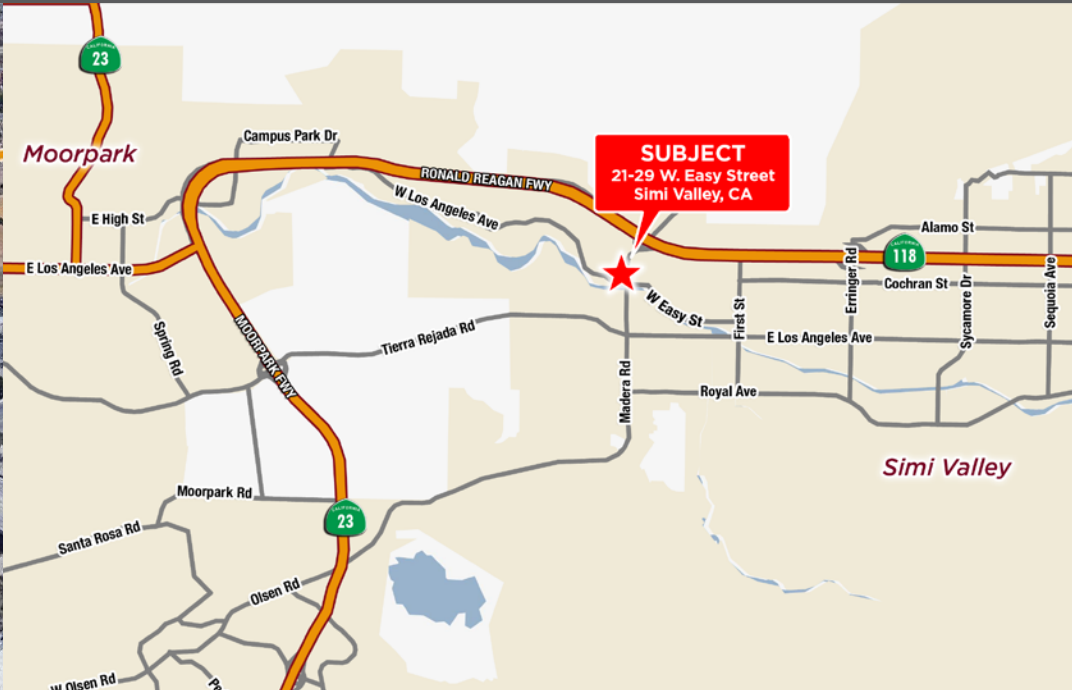 CALIFORNIA
23
Moorpark
Campus Park Dr
RONALD REAGAN FWY
SUBJECT
21-29 W. Easy Street
Simi Valley, CA
W Los Angeles Ave
E High St
Alamo St
CALIFORNIA
118
E Los Angeles Ave
Erringer Rd
Cochran St
Sycamore Dr
Sequoia Ave
W Easy St
First St
E Los Angeles Ave
Spring Rd
MOORPARK FWY
Tierra Rejada Rd
Madera Rd
Royal Ave
Simi Valley
Moorpark Rd
CALIFORNIA
23
Santa Rosa Rd
Olsen Rd
W Olsen Rd